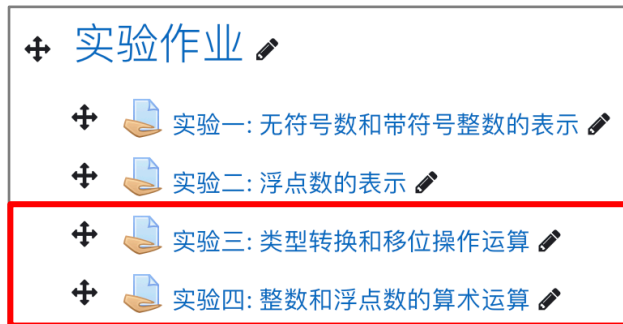 实验作业
实验一: 无符号数和带符号整数的表示
实验二: 浮点数的表示
实验三: 类型转换和移位操作运算
实验四: 整数和浮点数的算术运算